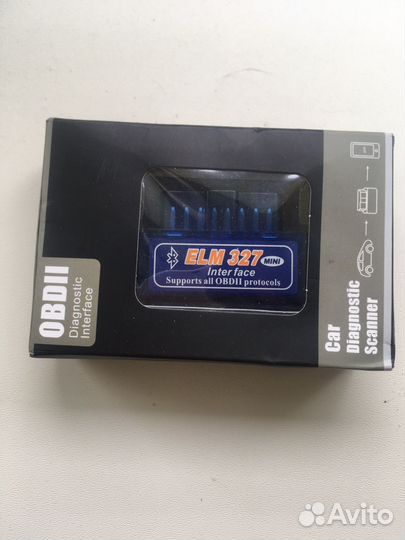 OBDII
Diagnostic
Interface
ELM 327 MINI
Interface
Supports all OBDII protocols
Car
Diagnostic
Scanner
Avito